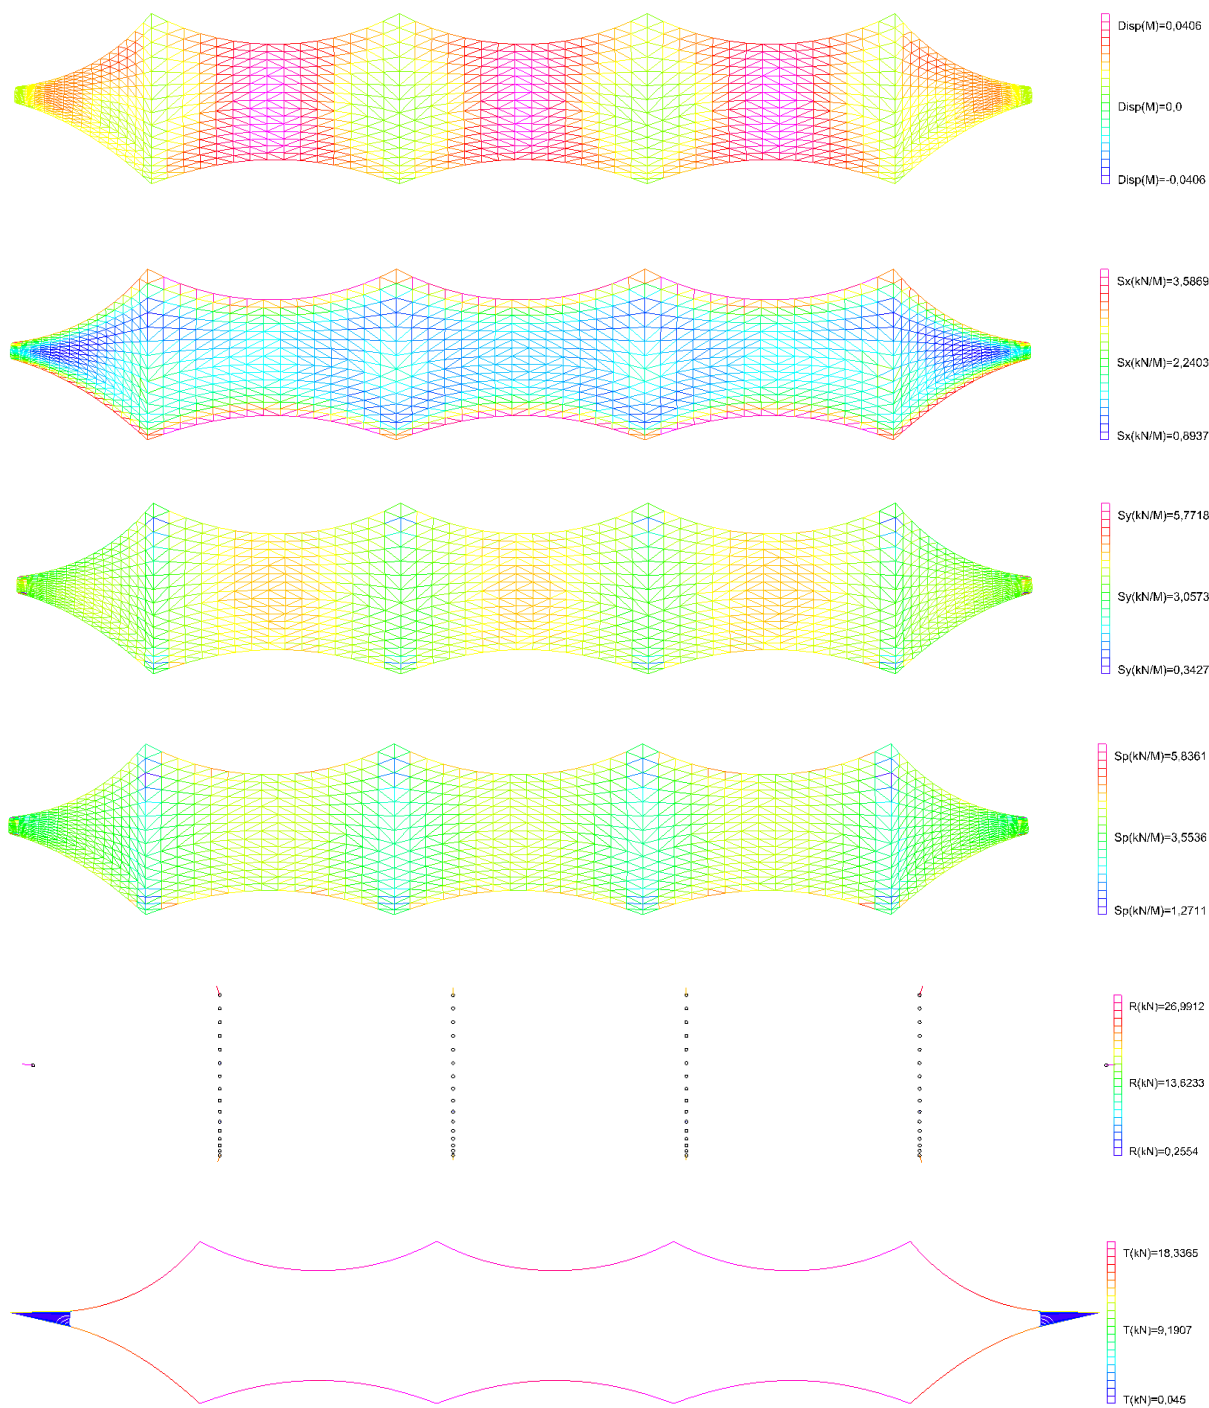 Disp(M)=0,0406
Disp(M)=0,0
Disp(M)=-0,0406
Sx(kN/M)=3,5869
Sx(kN/M)=2,2403
Sx(kN/M)=0,8937
Sy(kN/M)=5,7718
Sy(kN/M)=3,0573
Sy(kN/M)=0,3427
Sp(kN/M)=5,8361
Sp(kN/M)=3,5536
Sp(kN/M)=1,2711
R(kN)=26,9912
R(kN)=13,6233
R(kN)=0,2554
T(kN)=18,3365
T(kN)=9,1907
T(kN)=0,045